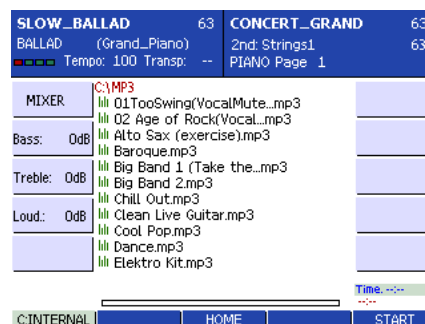 SLOW_BALLAD 63 CONCERT_GRAND 63
BALLAD (Grand_Piano) 2nd: Strings1 63
Tempo: 100 Transp: -- PIANO Page 1
C:\MP3
MIXER
01TooSwing(VocalMute...mp3
02 Age of Rock(Vocal...mp3
Bass: 0dB
Alto Sax (exercise).mp3
Baroque.mp3
Treble: 0dB
Big Band 1 (Take the...mp3
Big Band 2.mp3
Chill Out.mp3
Loud.: 0dB
Clean Live Guitar.mp3
Cool Pop.mp3
Dance.mp3
Elektro Kit.mp3
Time. --:--
--:--
C:INTERNAL HOME START